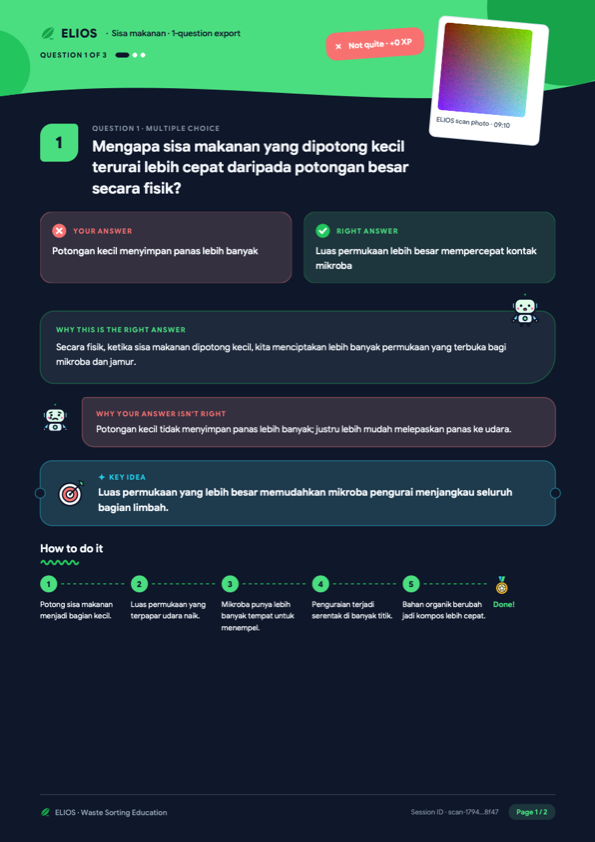 ELIOS · Sisa makanan · 1-question export
QUESTION 1 OF 3
× Not quite · +0 XP
ELIOS scan photo · 09:10
1
QUESTION 1 · MULTIPLE CHOICE
Mengapa sisa makanan yang dipotong kecil
terurai lebih cepat daripada potongan besar
secara fisik?
YOUR ANSWER
Potongan kecil menyimpan panas lebih banyak
RIGHT ANSWER
Luas permukaan lebih besar mempercepat kontak
mikroba
WHY THIS IS THE RIGHT ANSWER
Secara fisik, ketika sisa makanan dipotong kecil, kita menciptakan lebih banyak permukaan yang terbuka bagi
mikroba dan jamur.
WHY YOUR ANSWER ISN'T RIGHT
Potongan kecil tidak menyimpan panas lebih banyak; justru lebih mudah melepaskan panas ke udara.
KEY IDEA
Luas permukaan yang lebih besar memudahkan mikroba pengurai menjangkau seluruh
bagian limbah.
How to do it
1
Potong sisa makanan
menjadi bagian kecil.
2
Luas permukaan yang
terpapar udara naik.
3
Mikroba punya lebih
banyak tempat untuk
menempel.
4
Penguraian terjadi
serentak di banyak titik.
5
Bahan organik berubah
jadi kompos lebih cepat.
Done!
ELIOS · Waste Sorting Education
Session ID · scan-1794...8f47
Page 1 / 2